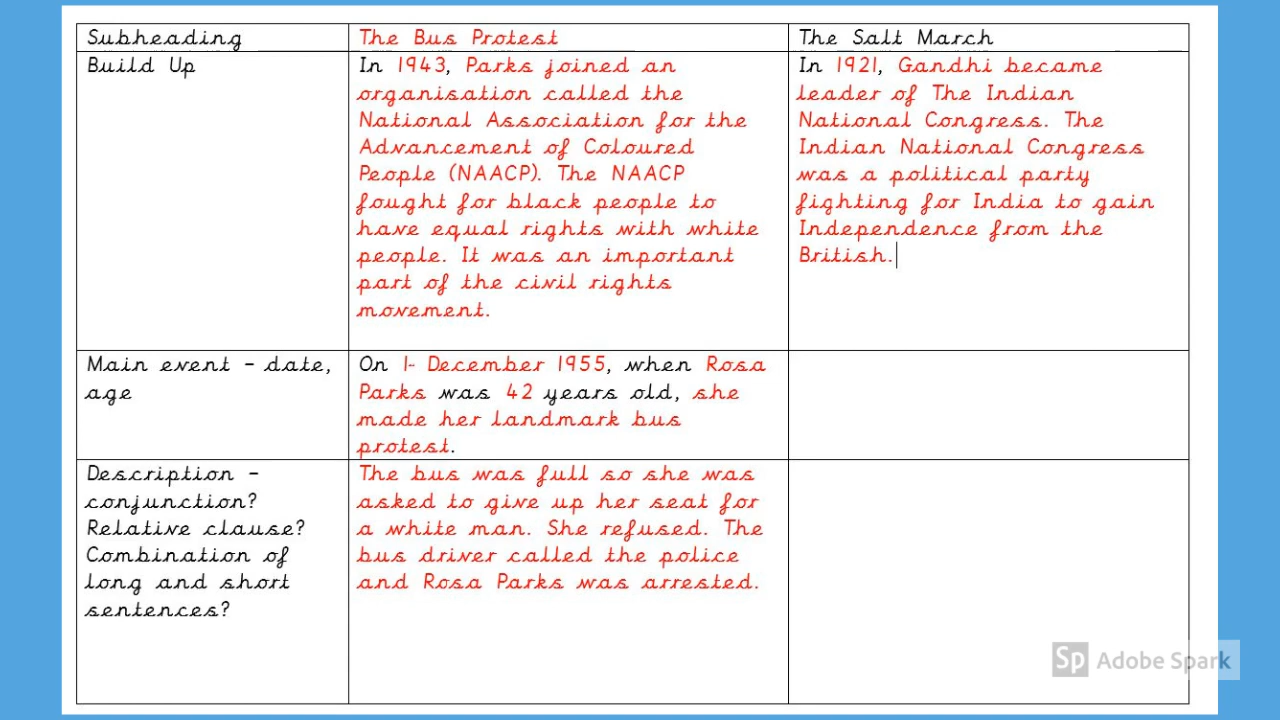 Subheading
The Bus Protest
The Salt March
Build Up
In 1943, Parks joined an
organisation called the
National Association for the
Advancement of Coloured
People (NAACP). The NAACP
fought for black people to
have equal rights with white
people. It was an important
part of the civil rights
movement.
In 1921, Gandhi became
leader of The Indian
National Congress. The
Indian National Congress
was a political party
fighting for India to gain
Independence from the
British.
Main event - date,
age
On 1- December 1955, when Rosa
Parks was 42 years old, she
made her landmark bus
protest.
Description -
conjunction?
Relative clause?
Combination of
long and short
sentences?
The bus was full so she was
asked to give up her seat for
a white man. She refused. The
bus driver called the police
and Rosa Parks was arrested.
Sp Adobe Spark